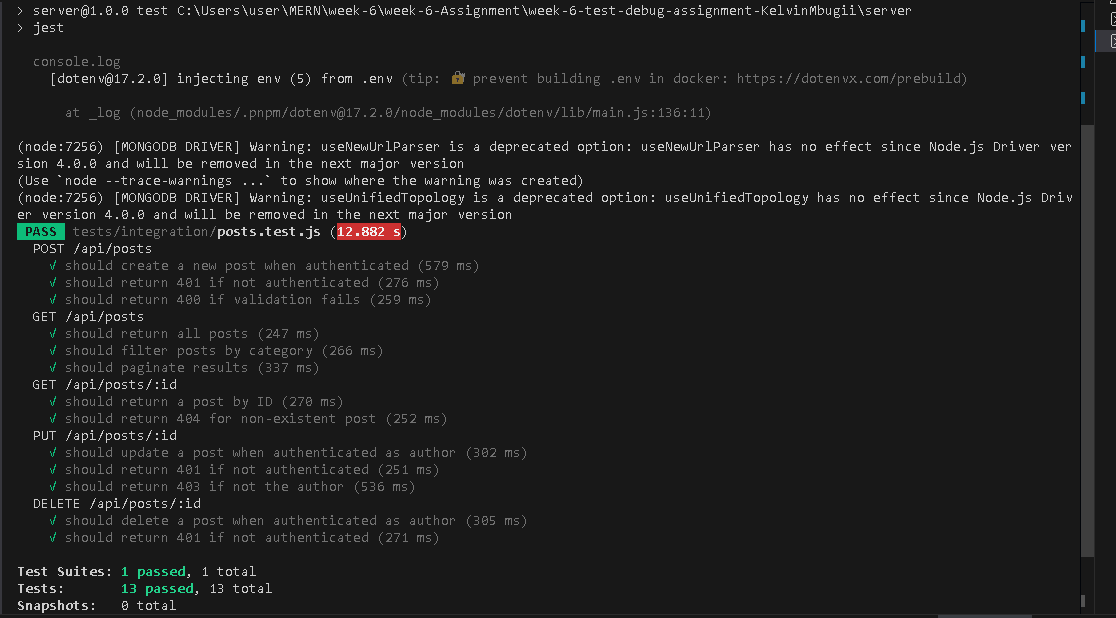 > server@1.0.0 test C:\Users\user\MERN\week-6\week-6-Assignment\week-6-test-debug-assignment-KelvinMbugii\server
> jest
console.log
[dotenv@17.2.0] injecting env (5) from .env (tip: 🔐 prevent building .env in docker: https://dotenvx.com/prebuild)
at _log (node_modules/.pnpm/dotenv@17.2.0/node_modules/dotenv/lib/main.js:136:11)
(node:7256) [MONGODB DRIVER] Warning: useNewUrlParser is a deprecated option: useNewUrlParser has no effect since Node.js Driver ver
sion 4.0.0 and will be removed in the next major version
(Use `node --trace-warnings ...` to show where the warning was created)
(node:7256) [MONGODB DRIVER] Warning: useUnifiedTopology is a deprecated option: useUnifiedTopology has no effect since Node.js Driv
er version 4.0.0 and will be removed in the next major version
PASS tests/integration/posts.test.js (12.882 s)
POST /api/posts
√ should create a new post when authenticated (579 ms)
√ should return 401 if not authenticated (276 ms)
√ should return 400 if validation fails (259 ms)
GET /api/posts
√ should return all posts (247 ms)
√ should filter posts by category (266 ms)
√ should paginate results (337 ms)
GET /api/posts/:id
√ should return a post by ID (270 ms)
√ should return 404 for non-existent post (252 ms)
PUT /api/posts/:id
√ should update a post when authenticated as author (302 ms)
√ should return 401 if not authenticated (251 ms)
√ should return 403 if not the author (536 ms)
DELETE /api/posts/:id
√ should delete a post when authenticated as author (305 ms)
√ should return 401 if not authenticated (271 ms)
Test Suites: 1 passed, 1 total
Tests: 13 passed, 13 total
Snapshots: 0 total